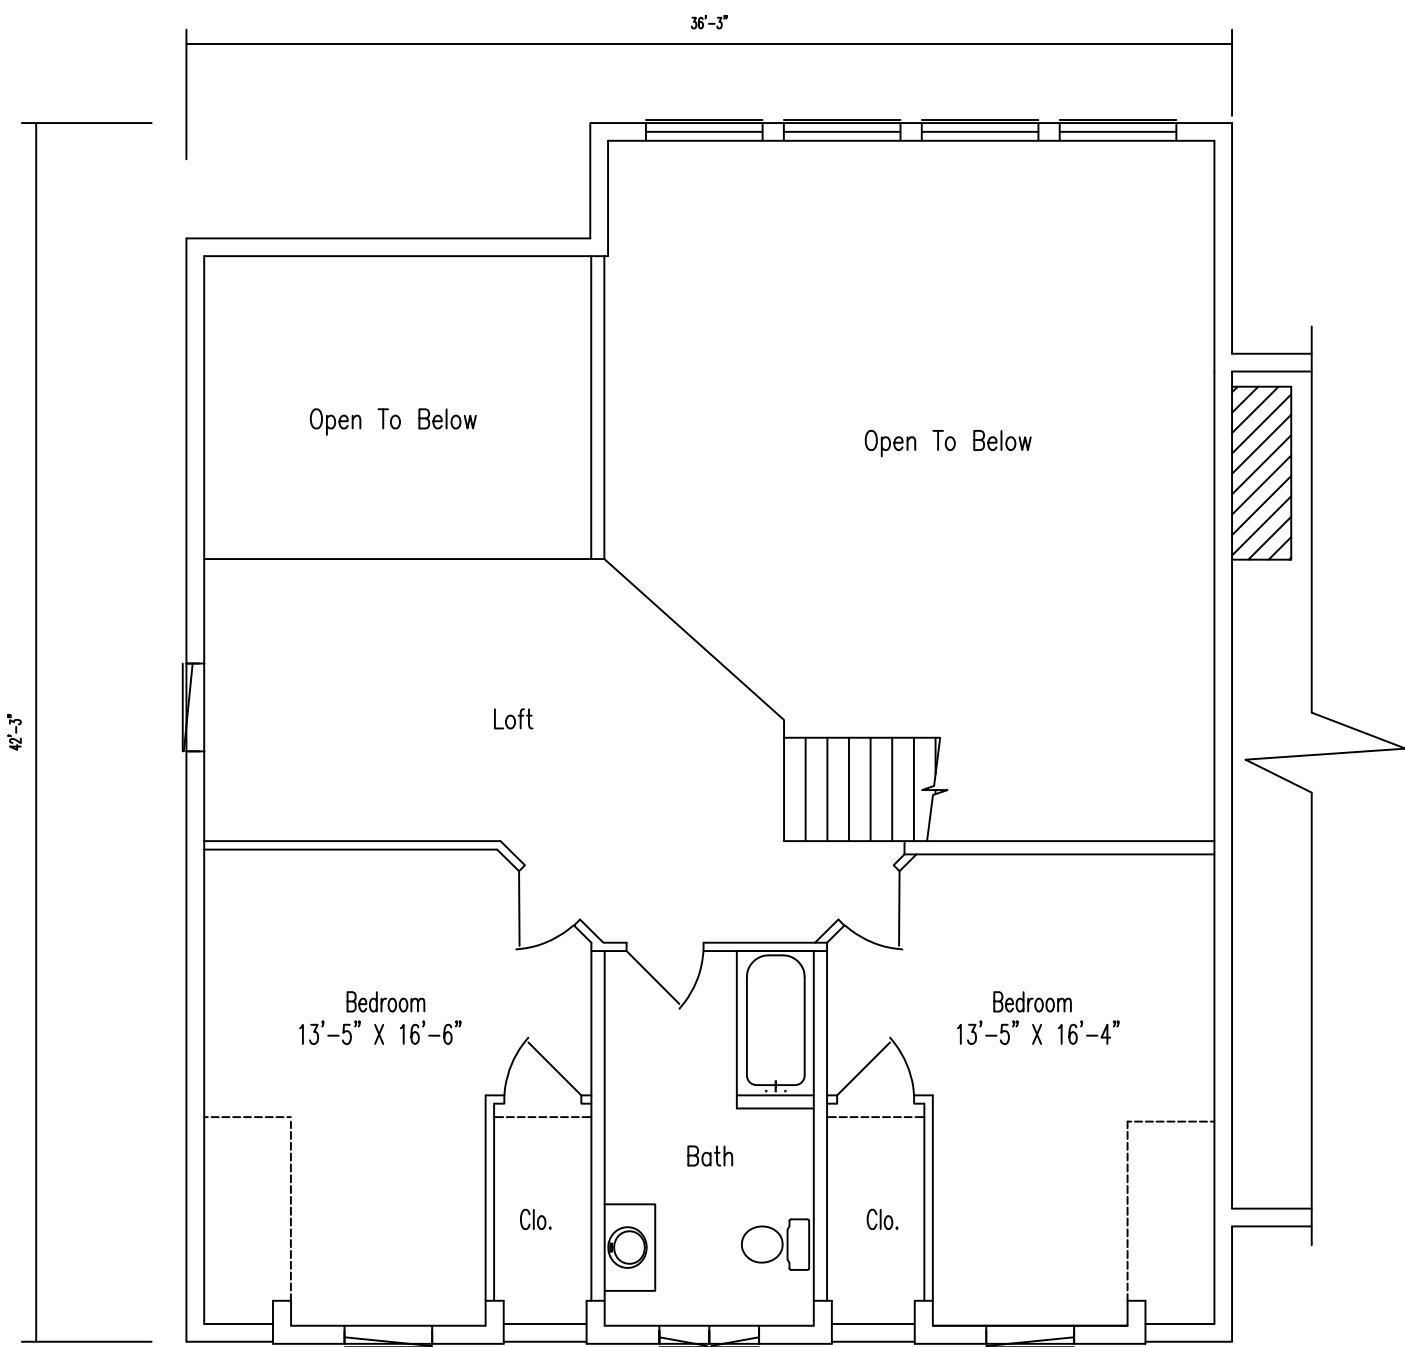 36'-3"
Open To Below
Open To Below
42'-3"
Loft
Bedroom
13'-5" X 16'-6"
Bedroom
13'-5" X 16'-4"
Bath
Clo.
Clo.